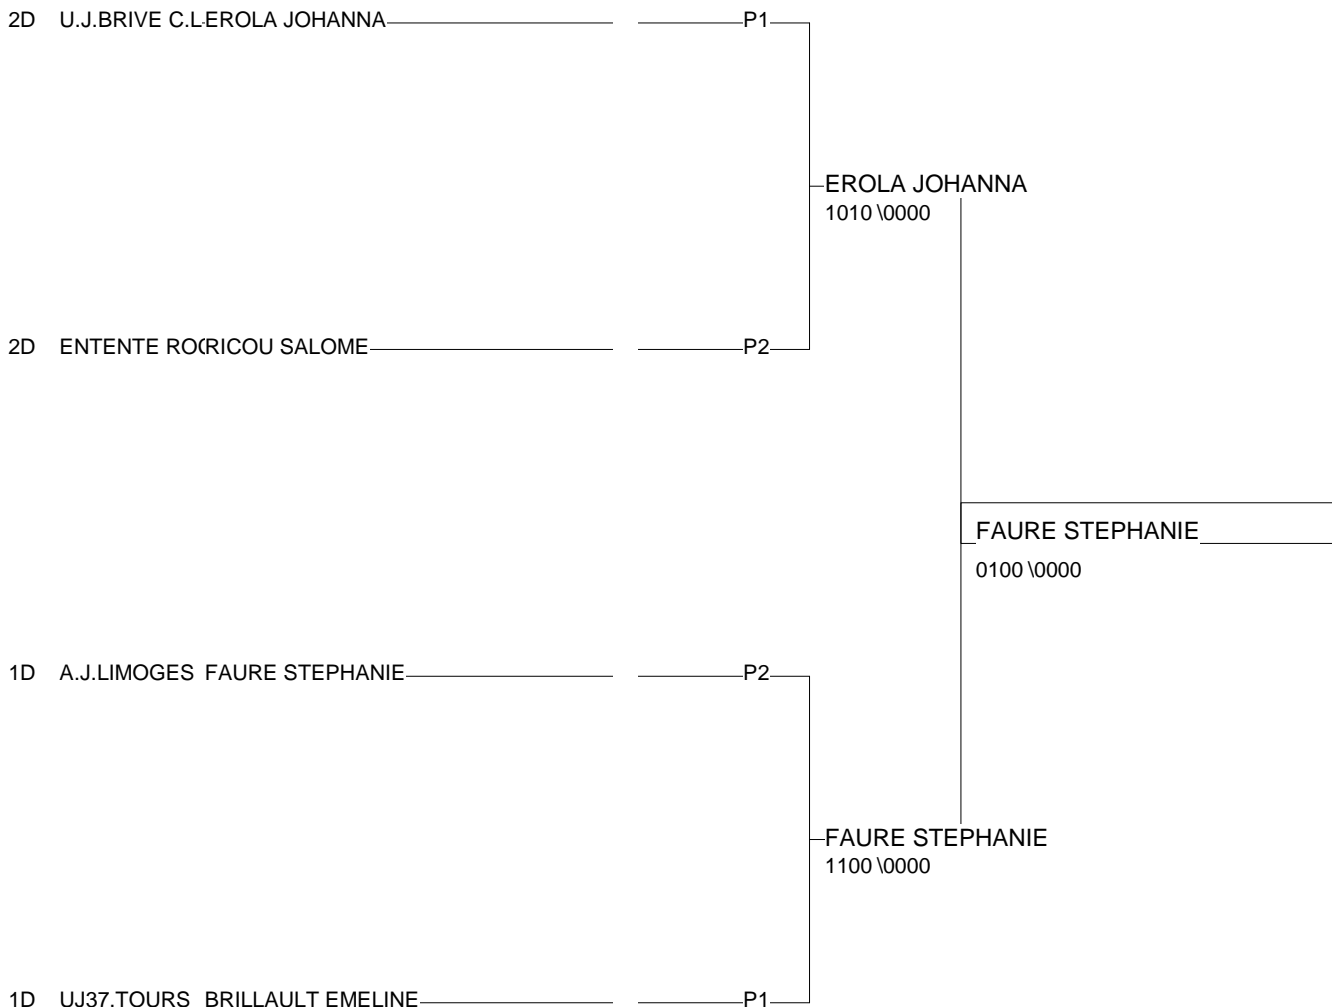 2D U.J.BRIVE C.L EROLA JOHANNA P1
EROLA JOHANNA
1010 \0000
2D ENTENTE RO RICOU SALOME P2
FAURE STEPHANIE
0100 \0000
1D A.J.LIMOGES FAURE STEPHANIE P2
FAURE STEPHANIE
1100 \0000
1D UJ37.TOURS BRILLAULT EMELINE P1